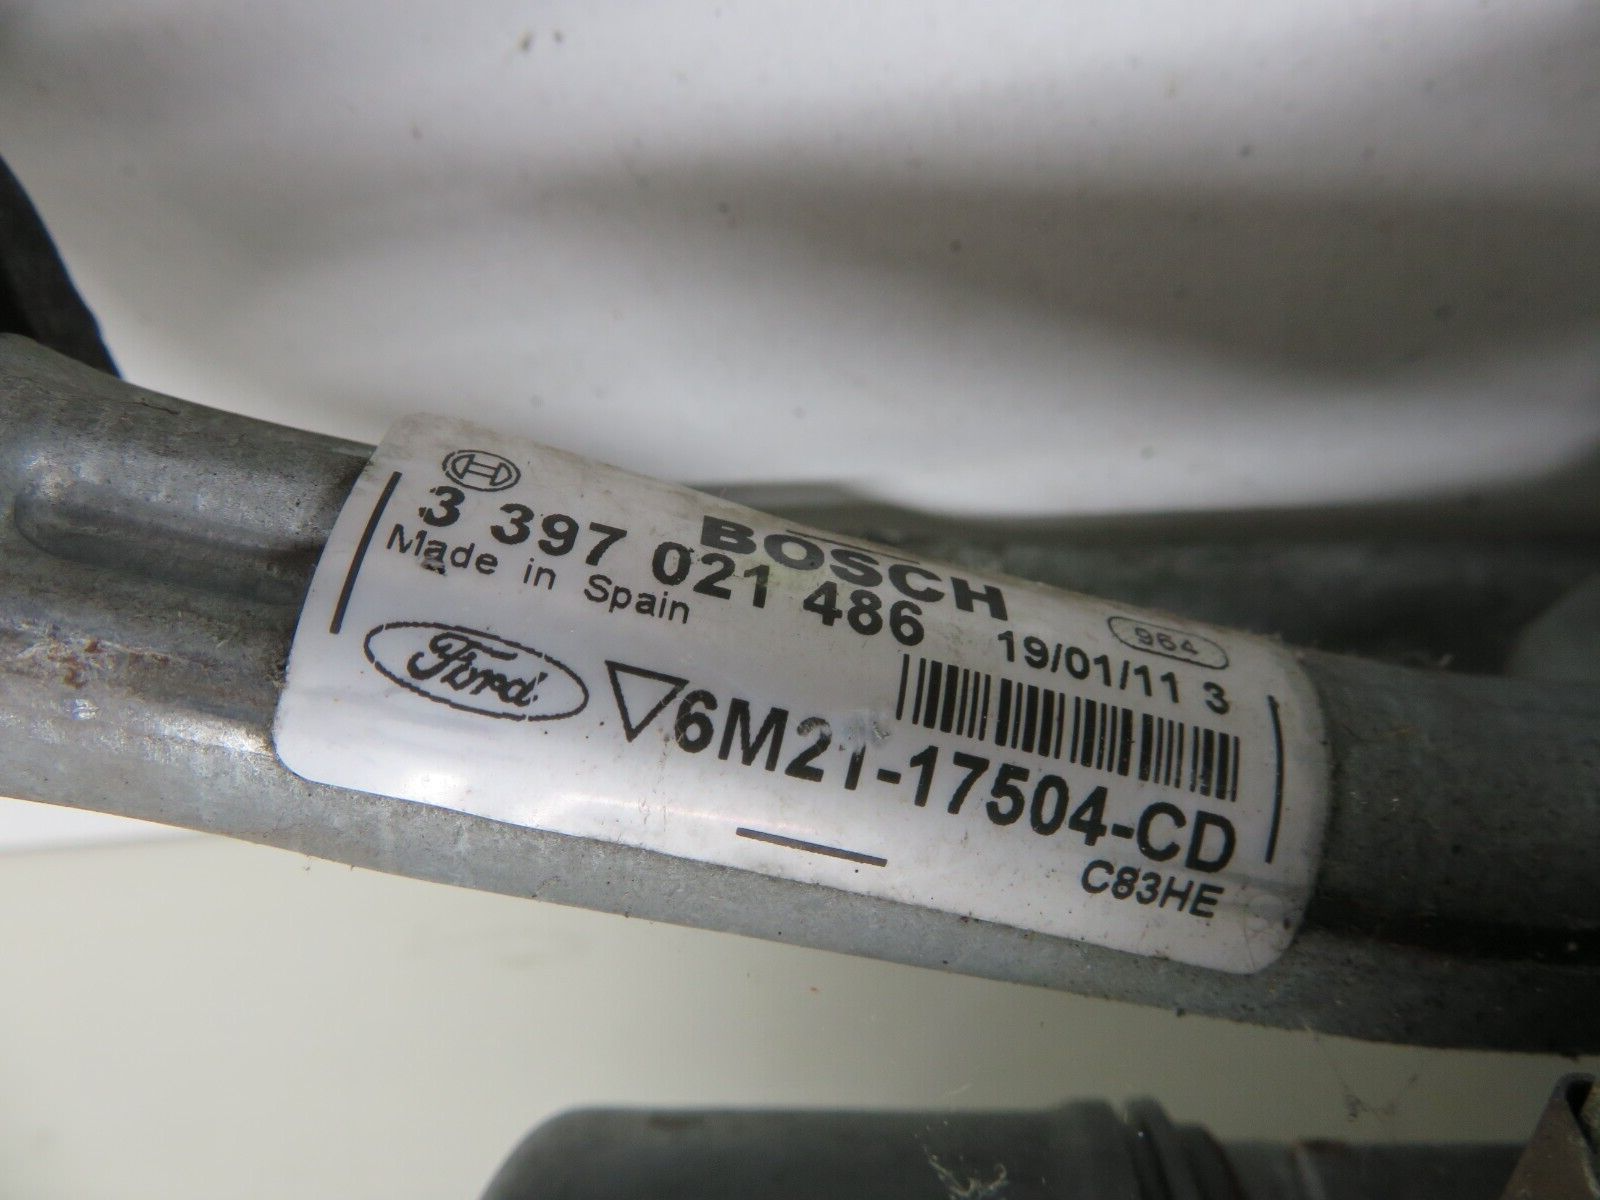 BOSCH
3 397 021 486
964
Made in Spain
19/01/11 3
Ford
6M21-17504-CD
C83HE